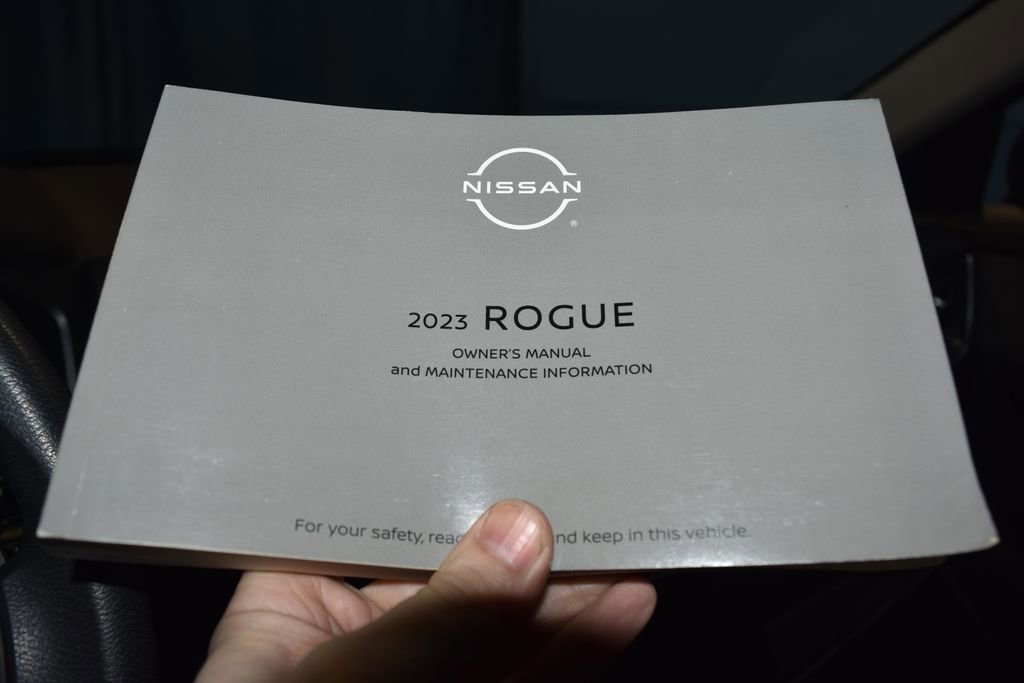 NISSAN
®
2023 ROGUE
OWNER'S MANUAL
and MAINTENANCE INFORMATION
For your safety, and keep in this vehicle.